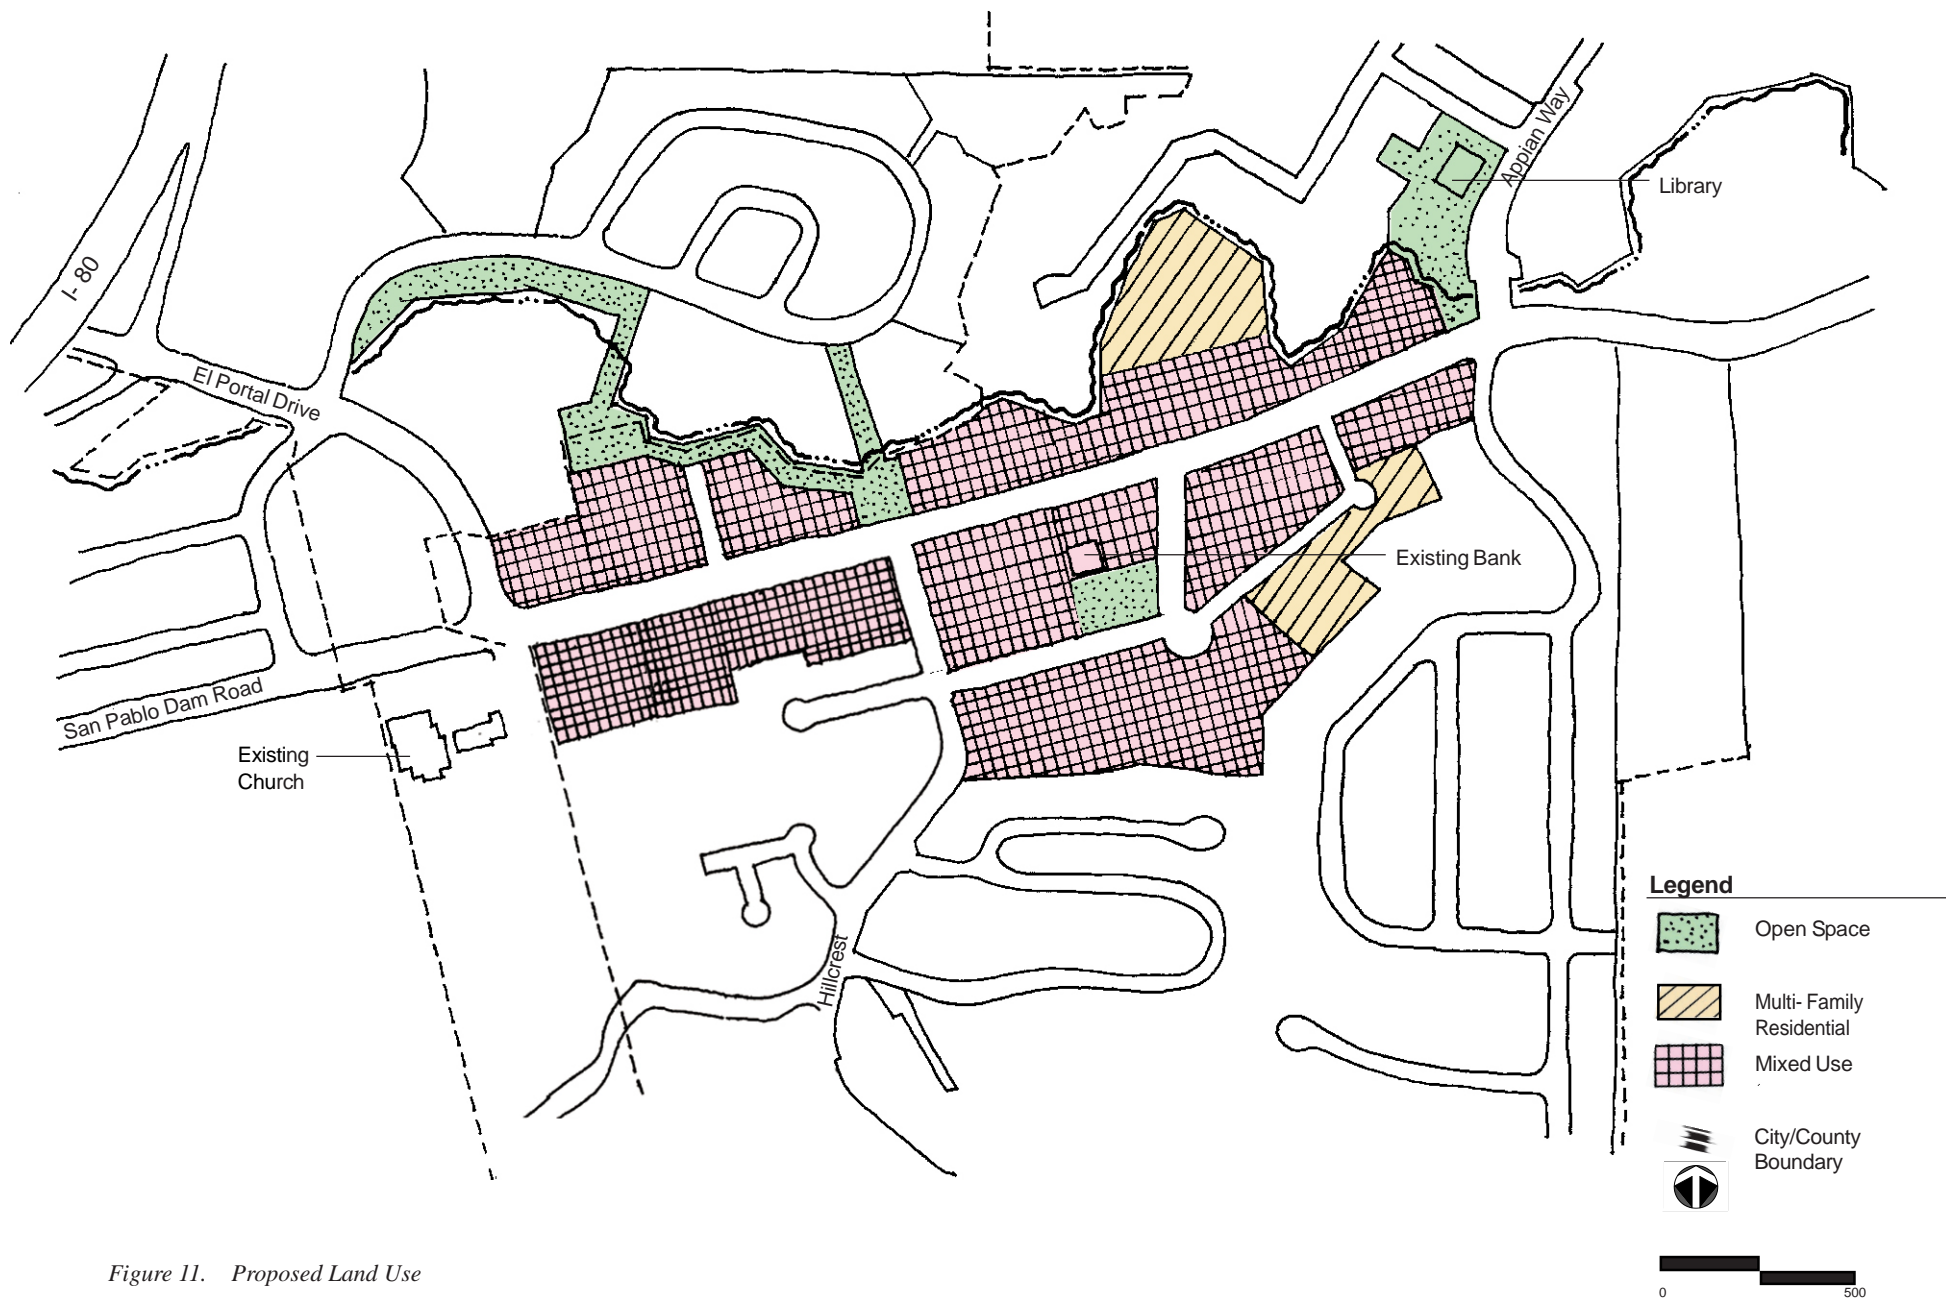 Appian Way
Library
I- 80
El Portal Drive
Existing Bank
San Pablo Dam Road
Existing
Church
Hillcrest
Legend
Open Space
Multi- Family
Residential
Mixed Use
City/County
Boundary
0 500
Figure 11. Proposed Land Use